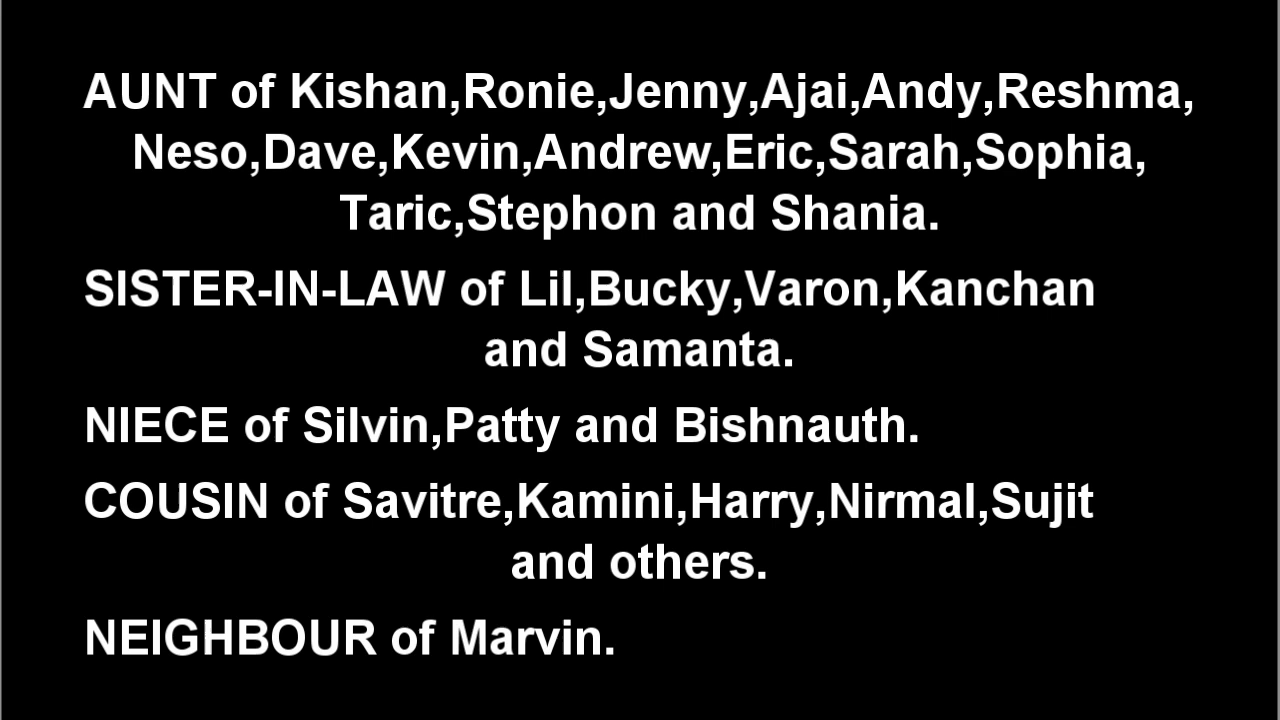 AUNT of Kishan,Ronie,Jenny,Ajai,Andy,Reshma,
Neso,Dave,Kevin,Andrew,Eric,Sarah,Sophia,
Taric,Stephon and Shania.
SISTER-IN-LAW of Lil,Bucky,Varon,Kanchan
and Samanta.
NIECE of Silvin,Patty and Bishnauth.
COUSIN of Savitre,Kamini,Harry,Nirmal,Sujit
and others.
NEIGHBOUR of Marvin.